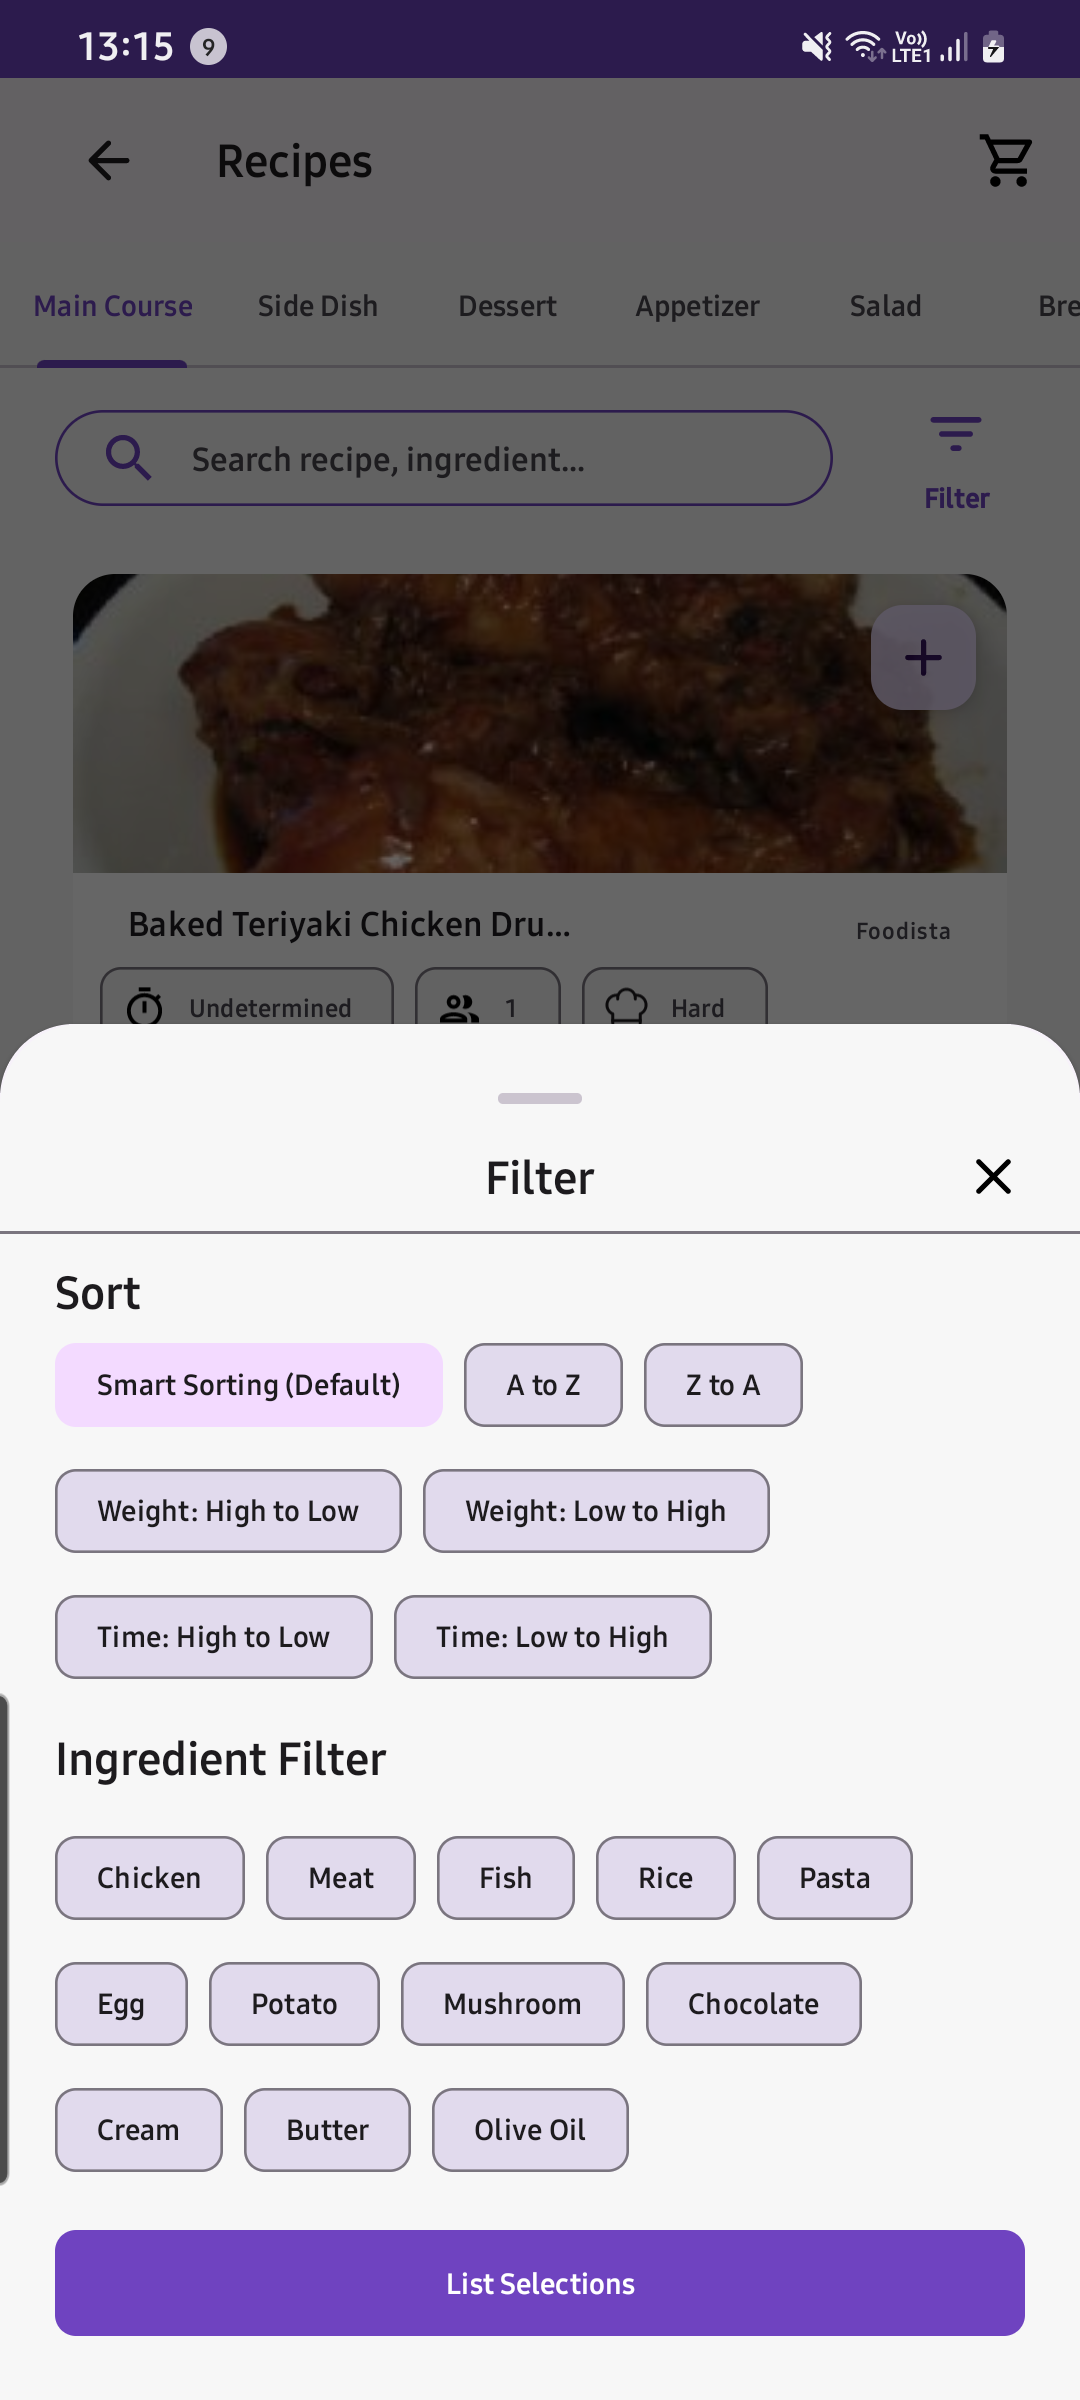 13:15 9 Vo)) LTE1
Recipes
Main Course Side Dish Dessert Appetizer Salad Bre
Search recipe, ingredient...
Filter
Baked Teriyaki Chicken Dru... Foodista
Undetermined 1 Hard
Filter
Sort
Smart Sorting (Default) A to Z Z to A
Weight: High to Low Weight: Low to High
Time: High to Low Time: Low to High
Ingredient Filter
Chicken Meat Fish Rice Pasta
Egg Potato Mushroom Chocolate
Cream Butter Olive Oil
List Selections